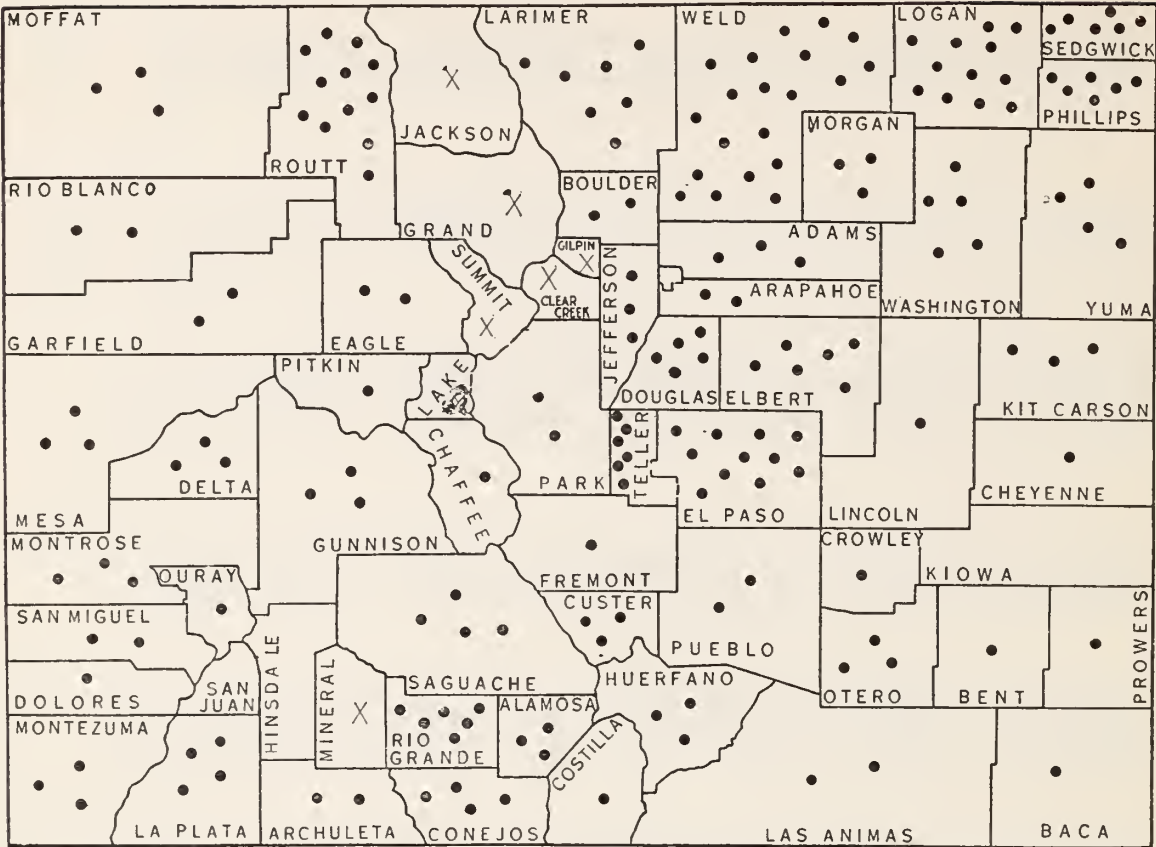 MOFFAT
LARIMER
WELD
LOGAN
SEDGWICK
PHILLIPS
JACKSON
MORGAN
ROUTT
RIO BLANCO
BOULDER
GRAND
ADAMS
GILPIN
SUMMIT
CLEAR
CREEK
JEFFERSON
ARAPAHOE
WASHINGTON
YUMA
GARFIELD
EAGLE
PITKIN
LAKE
DOUGLAS
ELBERT
KIT CARSON
TELLER
CHAFFEE
PARK
DELTA
CHEYENNE
MESA
EL PASO
LINCOLN
MONTROSE
GUNNISON
CROWLEY
OURAY
FREMONT
KIOWA
CUSTER
SAN MIGUEL
PUEBLO
PROWERS
HINSDALE
MINERAL
SAGUACHE
HUERFANO
DOLORES
SAN
JUAN
ALAMOSA
OTERO
BENT
MONTEZUMA
RIO
GRANDE
COSTILLA
LA PLATA
ARCHULETA
CONEJOS
LAS ANIMAS
BACA